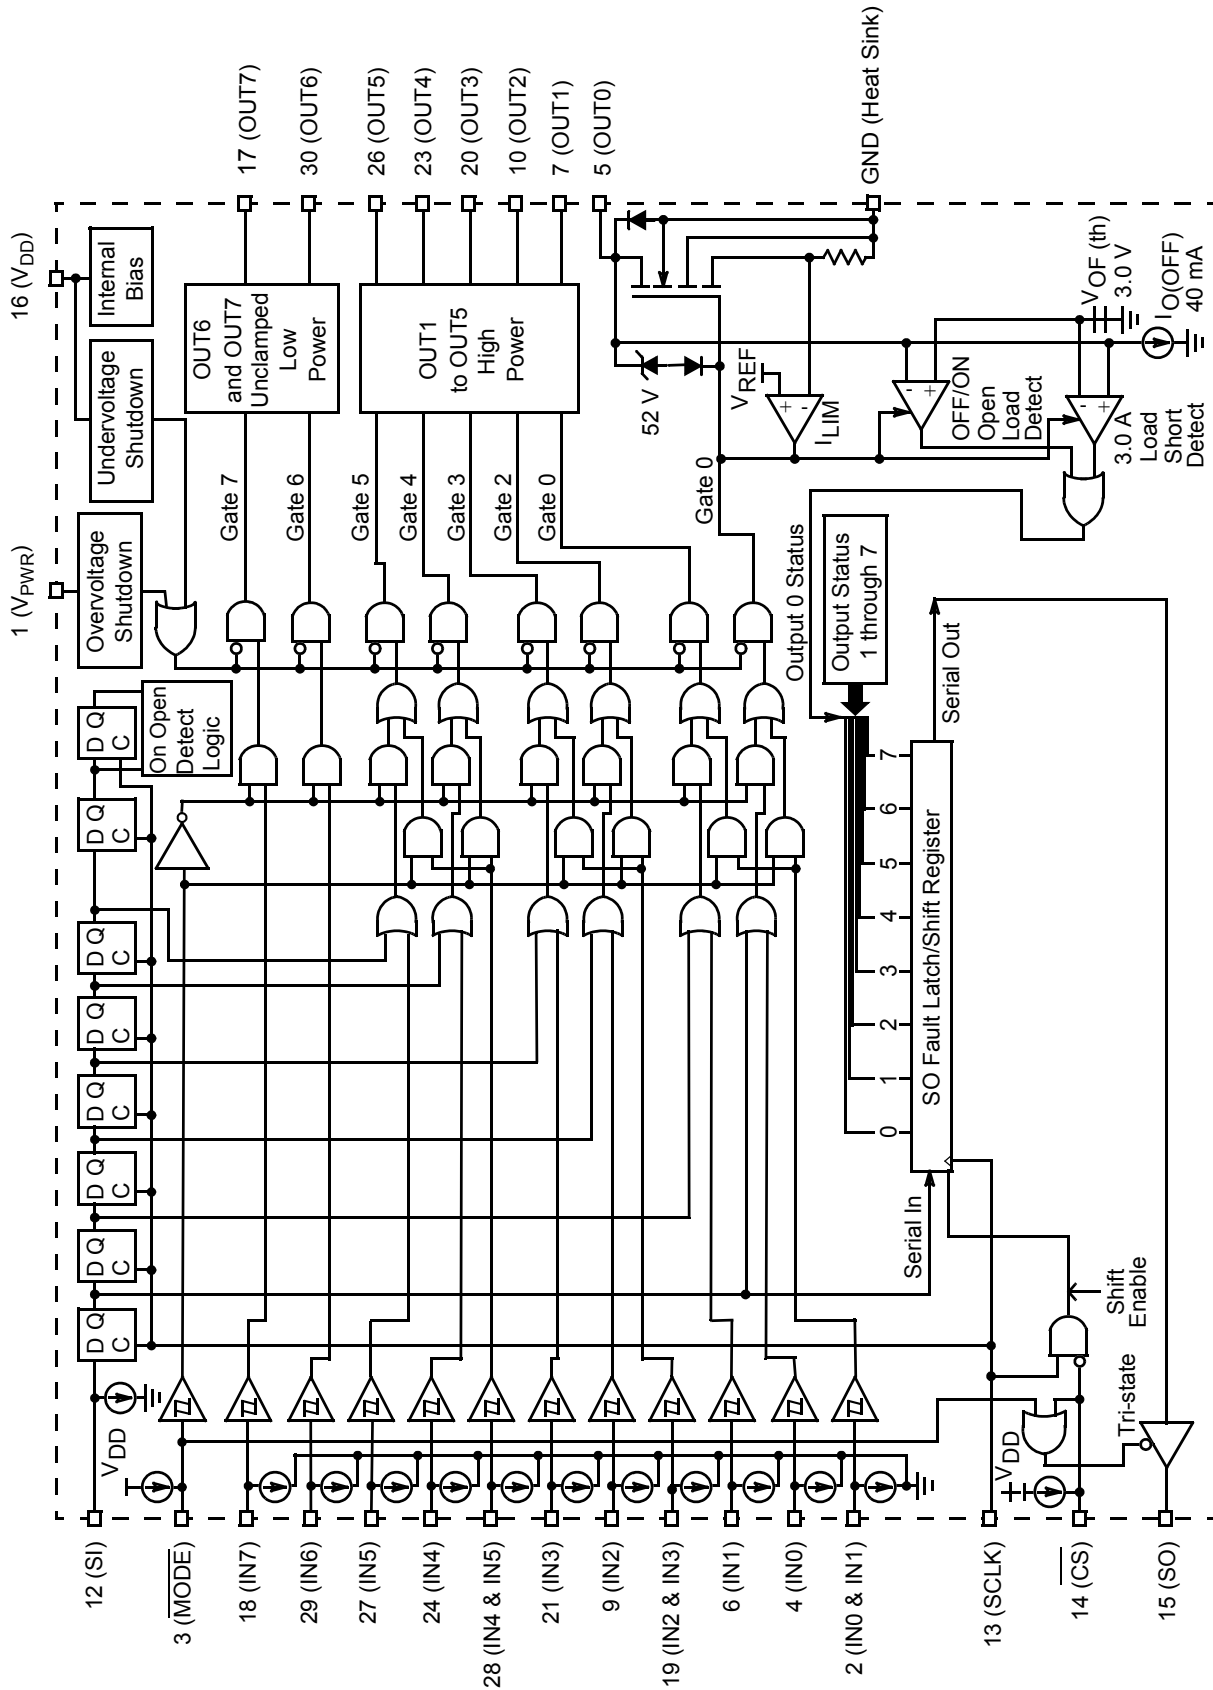 16 (VDD)
1 (VPWR)
Internal
Bias
Undervoltage
Shutdown
Overvoltage
Shutdown
On Open
Detect
Logic
D Q
C
D Q
C
D Q
C
D Q
C
D Q
C
D Q
C
D Q
C
D Q
C
OUT6
and OUT7
Unclamped
Low
Power
OUT1
to OUT5
High
Power
17 (OUT7)
30 (OUT6)
26 (OUT5)
23 (OUT4)
20 (OUT3)
10 (OUT2)
7 (OUT1)
5 (OUT0)
GND (Heat Sink)
Gate 7
Gate 6
Gate 5
Gate 4
Gate 3
Gate 2
Gate 0
Gate 0
52 V
VREF
+
-
ILIM
-
+
OFF/ON
Open
Load
Detect
-
+
3.0 A
Load
Short
Detect
VOF (th)
3.0 V
IO(OFF)
40 mA
Output 0 Status
Output Status
1 through 7
Serial Out
0 1 2 3 4 5 6 7
SO Fault Latch/Shift Register
Serial In
Shift
Enable
Tri-state
VDD
VDD
12 (SI)
3 (MODE)
18 (IN7)
29 (IN6)
27 (IN5)
24 (IN4)
28 (IN4 & IN5)
21 (IN3)
9 (IN2)
19 (IN2 & IN3)
6 (IN1)
4 (IN0)
2 (IN0 & IN1)
13 (SCLK)
14 (CS)
15 (SO)